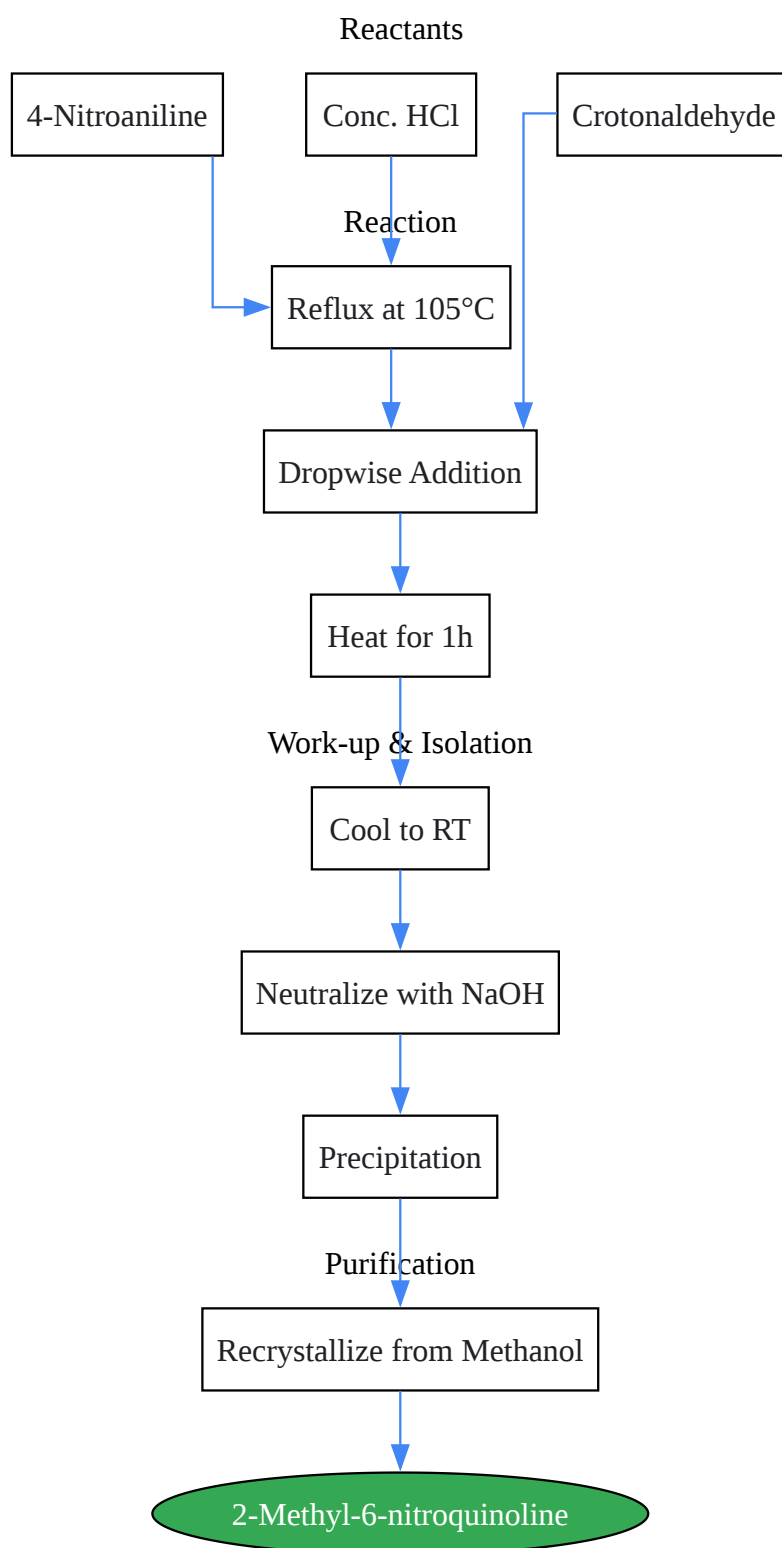 Reactants
4-Nitroaniline
Conc. HCl
Crotonaldehyde
Reaction
Reflux at 105°C
Dropwise Addition
Heat for 1h
Work-up & Isolation
Cool to RT
Neutralize with NaOH
Precipitation
Purification
Recrystallize from Methanol
2-Methyl-6-nitroquinoline